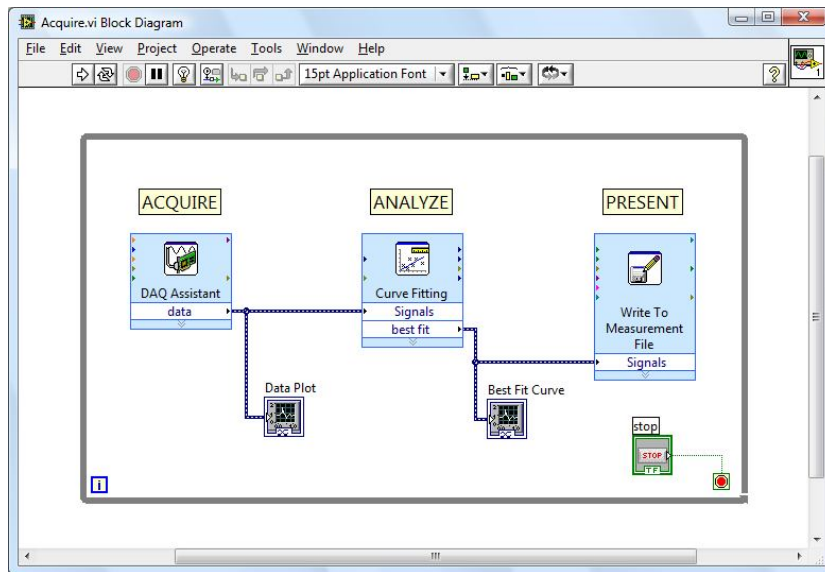 Acquire.vi Block Diagram
File Edit View Project Operate Tools Window Help
15pt Application Font
?
1
ACQUIRE ANALYZE PRESENT
DAQ Assistant
data
Curve Fitting
Signals
best fit
Write To
Measurement
File
Signals
Data Plot
Best Fit Curve
stop
STOP
TF
i